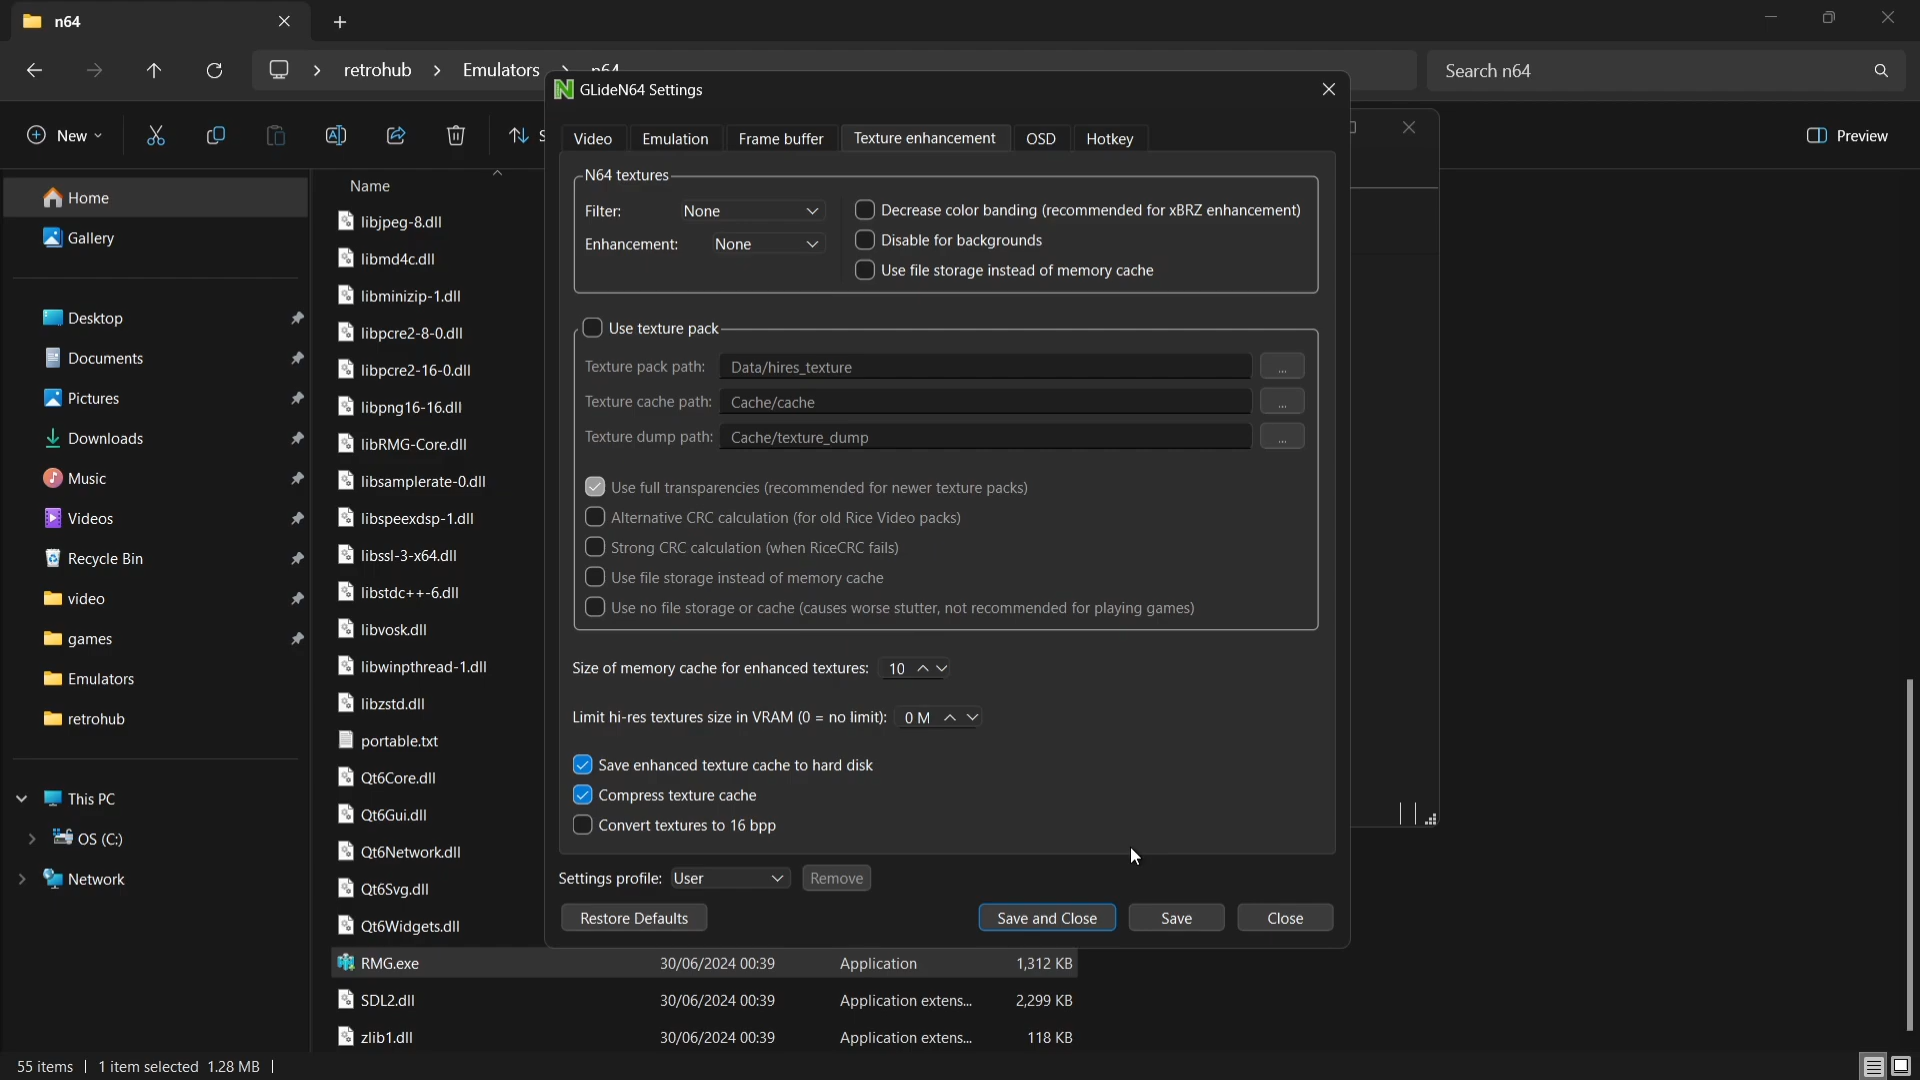 n64
retrohub
Emulators
n64
Search n64
New
S
Preview
GLideN64 Settings
Video
Emulation
Frame buffer
Texture enhancement
OSD
Hotkey
N64 textures
Filter: None
Decrease color banding (recommended for xBRZ enhancement)
Enhancement: None
Disable for backgrounds
Use file storage instead of memory cache
Use texture pack
Texture pack path: Data/hires_texture ...
Texture cache path: Cache/cache ...
Texture dump path: Cache/texture_dump ...
Use full transparencies (recommended for newer texture packs)
Alternative CRC calculation (for old Rice Video packs)
Strong CRC calculation (when RiceCRC fails)
Use file storage instead of memory cache
Use no file storage or cache (causes worse stutter, not recommended for playing games)
Size of memory cache for enhanced textures: 10
Limit hi-res textures size in VRAM (0 = no limit): 0 M
Save enhanced texture cache to hard disk
Compress texture cache
Convert textures to 16 bpp
Settings profile: User
Remove
Restore Defaults
Save and Close
Save
Close
Home
Gallery
Desktop
Documents
Pictures
Downloads
Music
Videos
Recycle Bin
video
games
Emulators
retrohub
This PC
OS (C:)
Network
Name
libjpeg-8.dll
libmd4c.dll
libminizip-1.dll
libpcre2-8-0.dll
libpcre2-16-0.dll
libpng16-16.dll
libRMG-Core.dll
libsamplerate-0.dll
libspeexdsp-1.dll
libssl-3-x64.dll
libstdc++-6.dll
libvosk.dll
libwinpthread-1.dll
libzstd.dll
portable.txt
Qt6Core.dll
Qt6Gui.dll
Qt6Network.dll
Qt6Svg.dll
Qt6Widgets.dll
RMG.exe 30/06/2024 00:39 Application 1,312 KB
SDL2.dll 30/06/2024 00:39 Application extens... 2,299 KB
zlib1.dll 30/06/2024 00:39 Application extens... 118 KB
55 items
1 item selected 1.28 MB